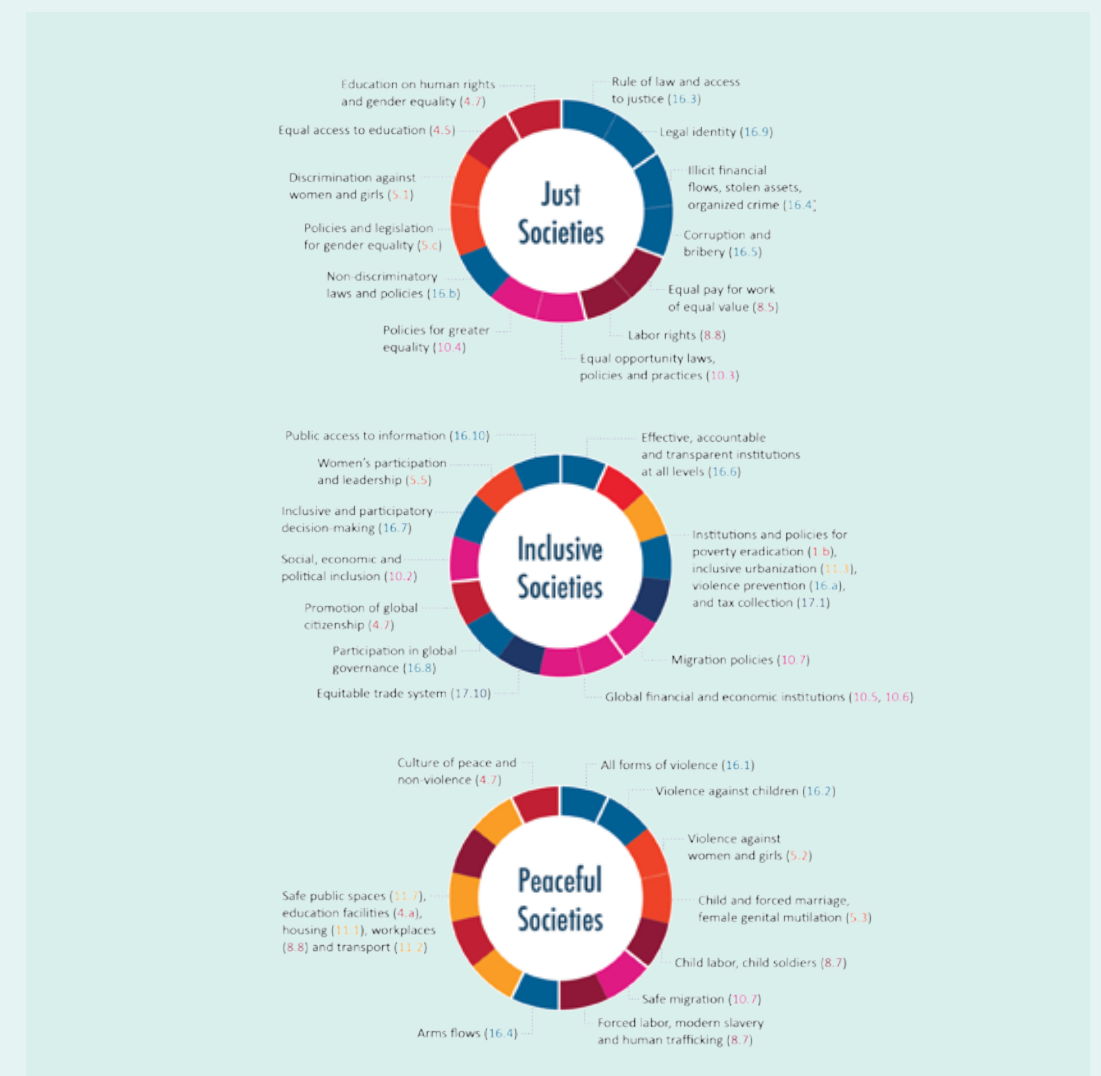 Education on human rights
and gender equality (4.7)
Rule of law and access
to justice (16.3)
Equal access to education (4.5)
Legal identity (16.9)
Discrimination against
women and girls (5.1)
Illicit financial
flows, stolen assets,
organized crime (16.4)
Just
Societies
Policies and legislation
for gender equality (5.c)
Corruption and
bribery (16.5)
Non-discriminatory
laws and policies (16.b)
Equal pay for work
of equal value (8.5)
Policies for greater
equality (10.4)
Labor rights (8.8)
Equal opportunity laws,
policies and practices (10.3)
Public access to information (16.10)
Effective, accountable
and transparent institutions
at all levels (16.6)
Women's participation
and leadership (5.5)
Inclusive and participatory
decision-making (16.7)
Inclusive
Societies
Institutions and policies for
poverty eradication (1.b),
inclusive urbanization (11.3),
violence prevention (16.a),
and tax collection (17.1)
Social, economic and
political inclusion (10.2)
Promotion of global
citizenship (4.7)
Participation in global
governance (16.8)
Migration policies (10.7)
Equitable trade system (17.10)
Global financial and economic institutions (10.5, 10.6)
Culture of peace and
non-violence (4.7)
All forms of violence (16.1)
Violence against children (16.2)
Violence against
women and girls (5.2)
Peaceful
Societies
Safe public spaces (11.7),
education facilities (4.a),
housing (11.1), workplaces
(8.8) and transport (11.2)
Child and forced marriage,
female genital mutilation (5.3)
Child labor, child soldiers (8.7)
Safe migration (10.7)
Arms flows (16.4)
Forced labor, modern slavery
and human trafficking (8.7)